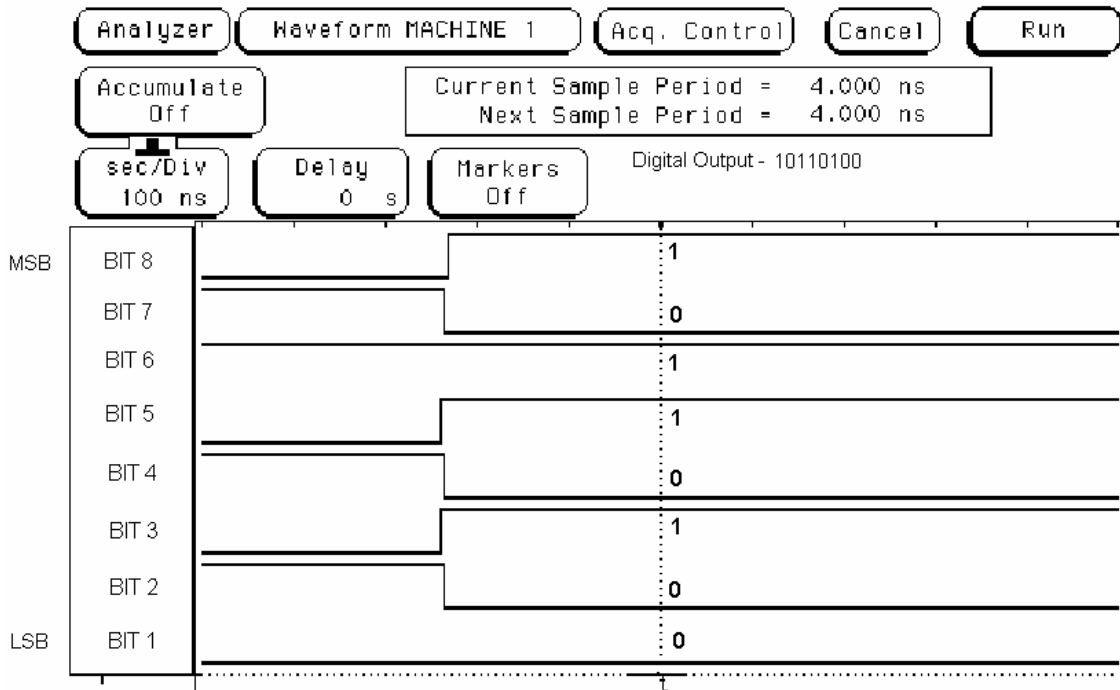 Analyzer Waveform MACHINE 1 Acq. Control Cancel Run
Accumulate
Off
Current Sample Period = 4.000 ns
Next Sample Period = 4.000 ns
sec/Div
100 ns
Delay
0 s
Markers
Off
Digital Output - 10110100
MSB BIT 8 1
BIT 7 0
BIT 6 1
BIT 5 1
BIT 4 0
BIT 3 1
BIT 2 0
LSB BIT 1 0